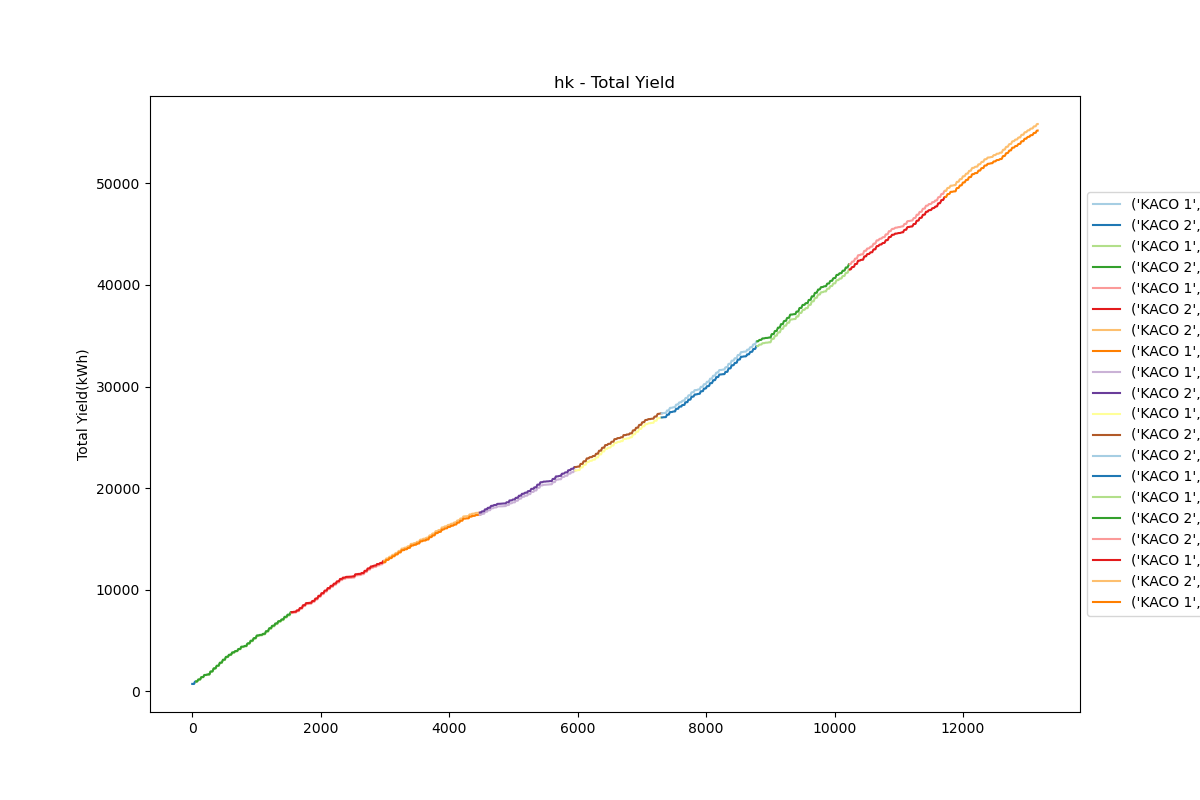 hk - Total Yield
Total Yield(kWh)
50000
40000
30000
20000
10000
0
0 2000 4000 6000 8000 10000 12000
('KACO 1',
('KACO 2',
('KACO 1',
('KACO 2',
('KACO 1',
('KACO 2',
('KACO 2',
('KACO 1',
('KACO 1',
('KACO 2',
('KACO 1',
('KACO 2',
('KACO 2',
('KACO 1',
('KACO 1',
('KACO 2',
('KACO 2',
('KACO 1',
('KACO 2',
('KACO 1',